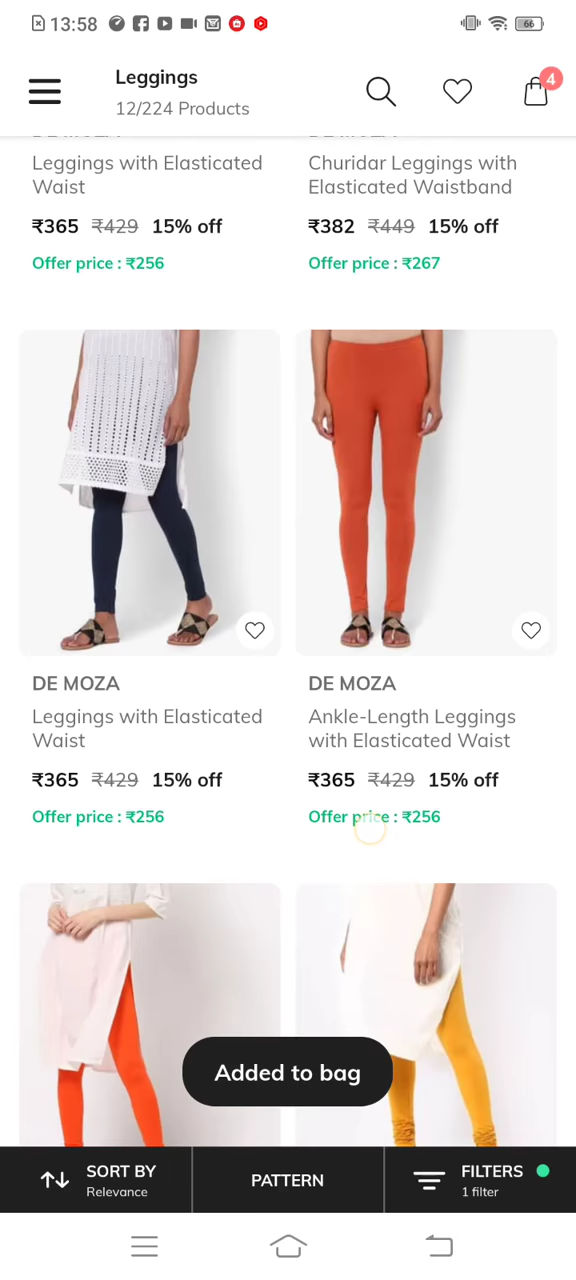 13:58
66
Leggings
12/224 Products
4
Leggings with Elasticated
Waist
₹365 ₹429 15% off
Offer price : ₹256
Churidar Leggings with
Elasticated Waistband
₹382 ₹449 15% off
Offer price : ₹267
DE MOZA
Leggings with Elasticated
Waist
₹365 ₹429 15% off
Offer price : ₹256
DE MOZA
Ankle-Length Leggings
with Elasticated Waist
₹365 ₹429 15% off
Offer price : ₹256
Added to bag
SORT BY
Relevance
PATTERN
FILTERS
1 filter